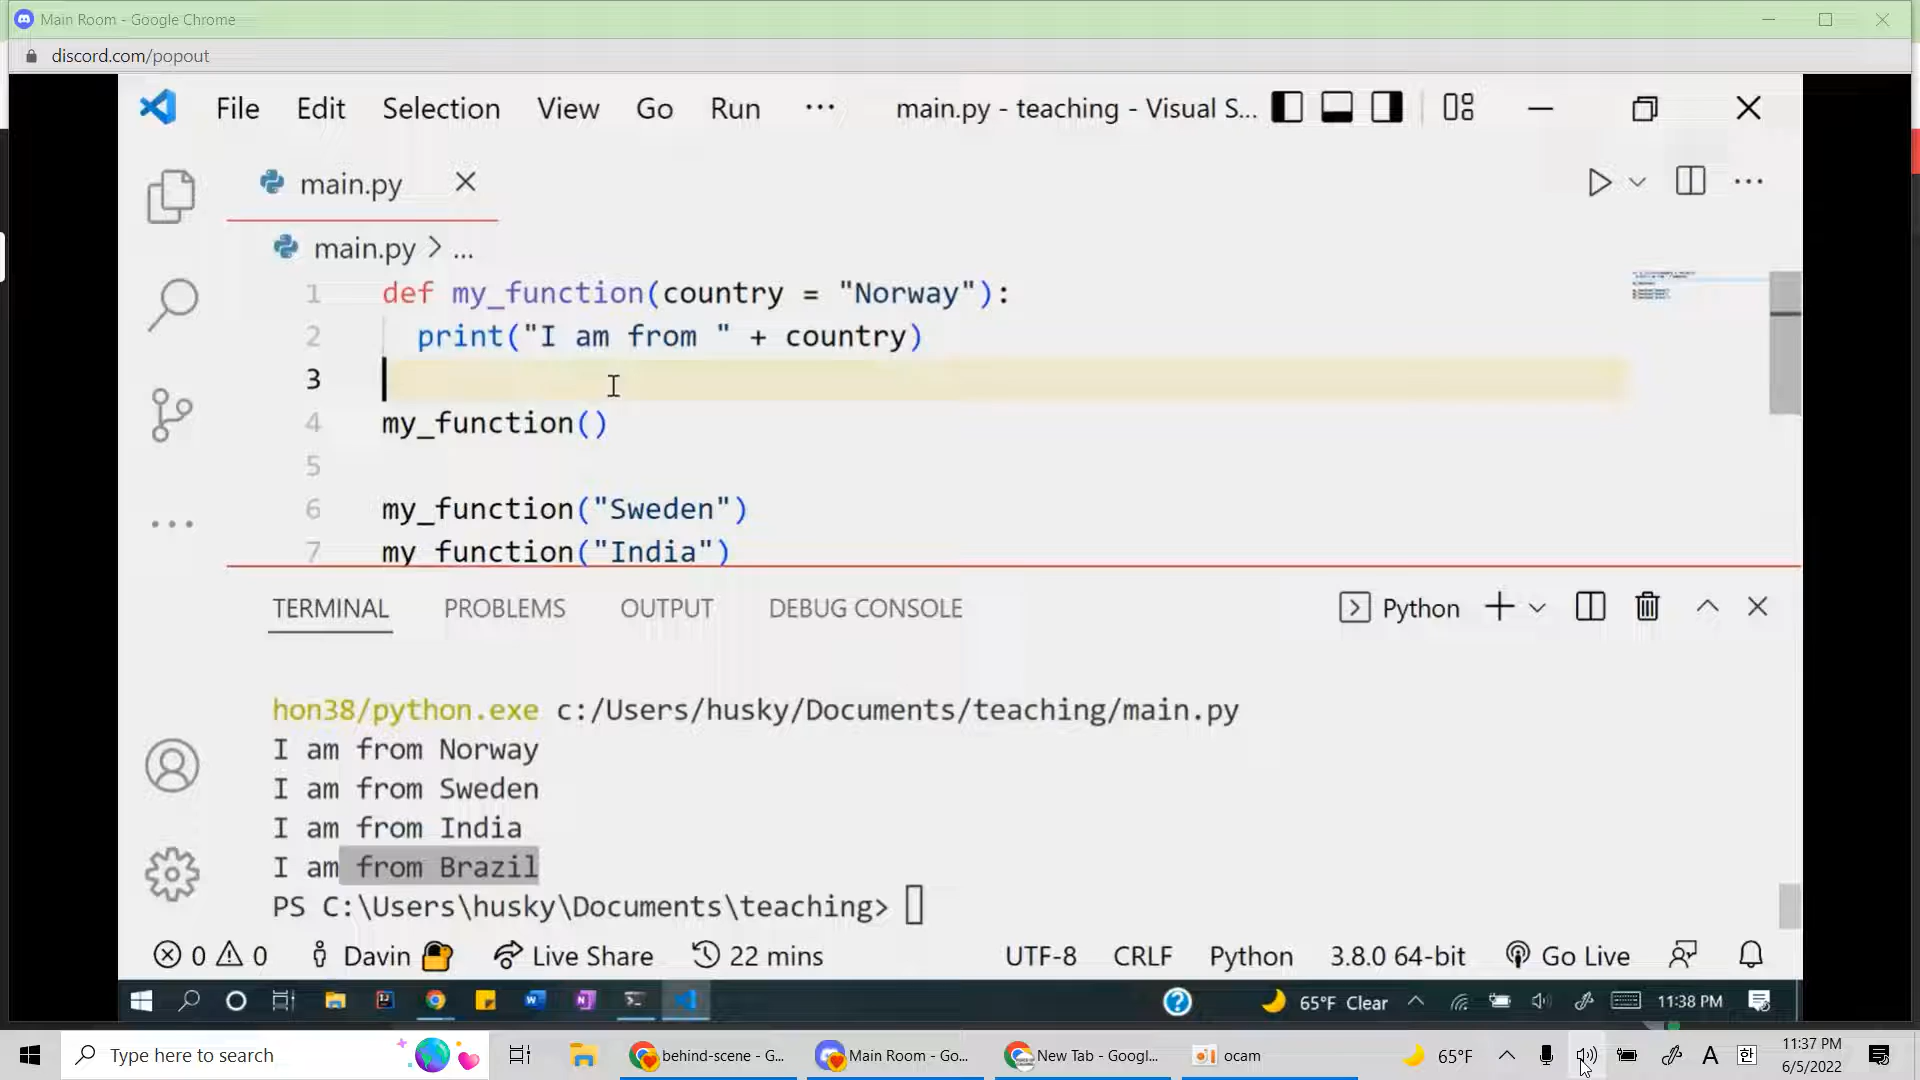 Main Room - Google Chrome
discord.com/popout
File Edit Selection View Go Run ··· main.py - teaching - Visual S...
main.py
main.py > ...
1 def my_function(country = "Norway"):
2 print("I am from " + country)
3
4 my_function()
5
6 my_function("Sweden")
7 my_function("India")
TERMINAL PROBLEMS OUTPUT DEBUG CONSOLE Python
hon38/python.exe c:/Users/husky/Documents/teaching/main.py
I am from Norway
I am from Sweden
I am from India
I am from Brazil
PS C:\Users\husky\Documents\teaching>
0 0 Davin Live Share 22 mins UTF-8 CRLF Python 3.8.0 64-bit Go Live
65°F Clear 11:38 PM
Type here to search behind-scene - G... Main Room - Go... New Tab - Googl... ocam 65°F A 한 11:37 PM
6/5/2022